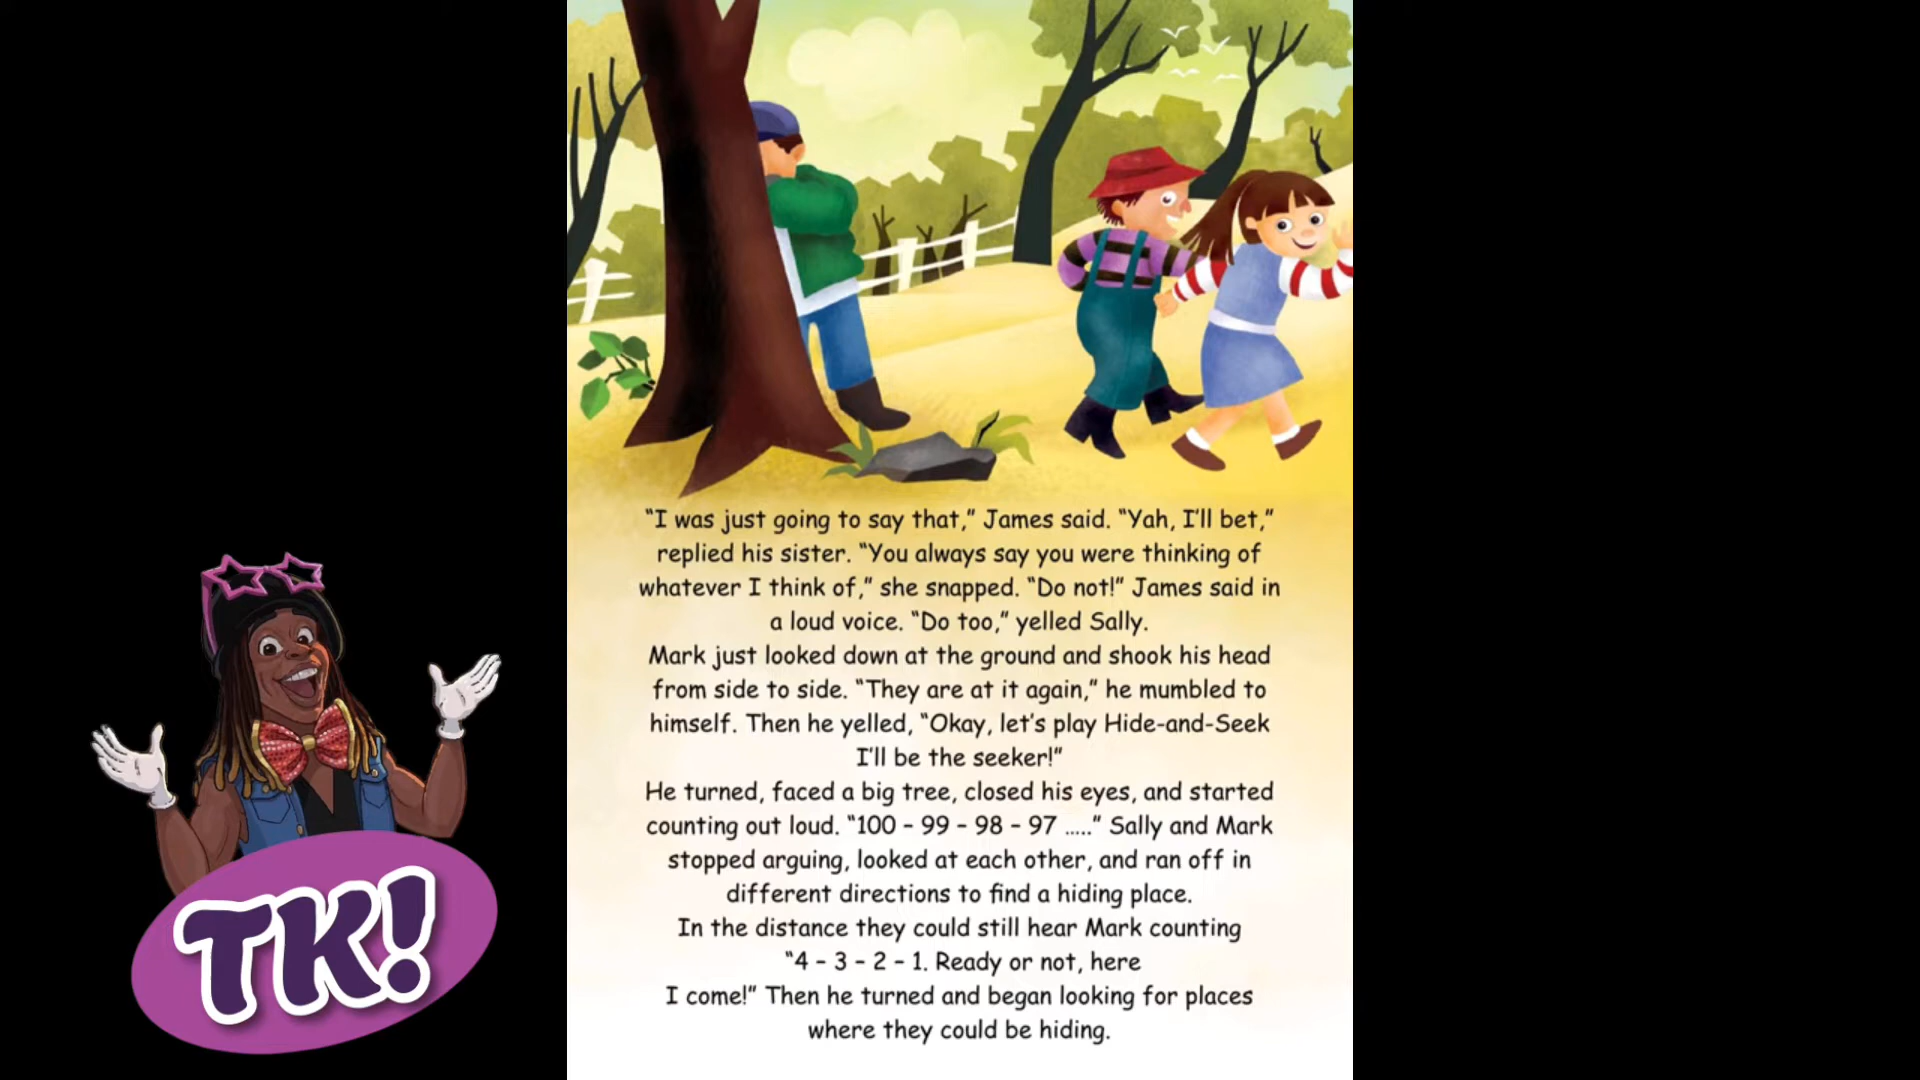 “I was just going to say that,” James said. “Yah, I’ll bet,”
replied his sister. “You always say you were thinking of
whatever I think of,” she snapped. “Do not!” James said in
a loud voice. “Do too,” yelled Sally.
Mark just looked down at the ground and shook his head
from side to side. “They are at it again,” he mumbled to
himself. Then he yelled, “Okay, let’s play Hide-and-Seek
I’ll be the seeker!”
He turned, faced a big tree, closed his eyes, and started
counting out loud. “100 – 99 – 98 – 97 .....” Sally and Mark
stopped arguing, looked at each other, and ran off in
different directions to find a hiding place.
In the distance they could still hear Mark counting
“4 – 3 – 2 – 1. Ready or not, here
I come!” Then he turned and began looking for places
where they could be hiding.
TK!